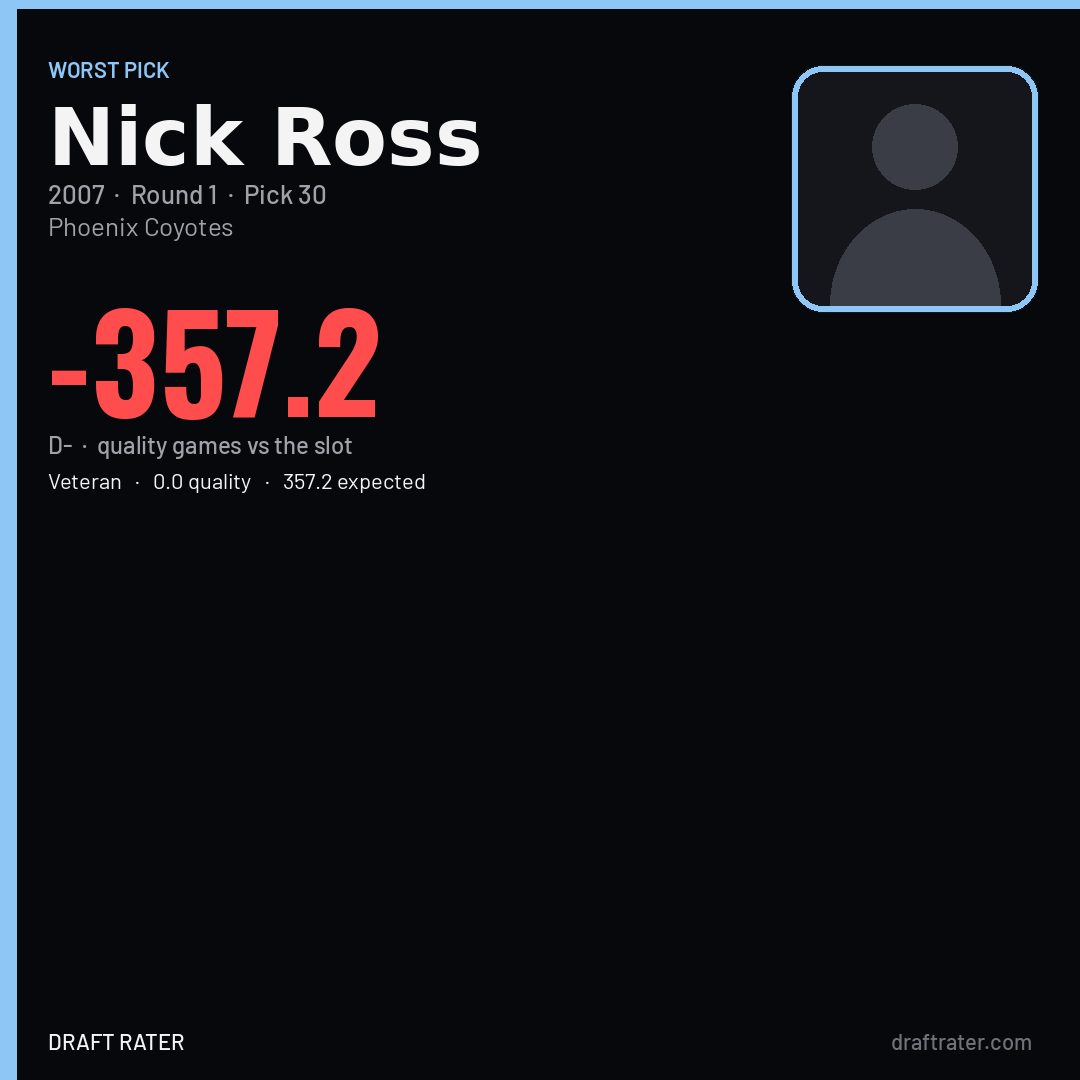 WORST PICK
Nick Ross
2007 · Round 1 · Pick 30
Phoenix Coyotes
-357.2
D- · quality games vs the slot
Veteran · 0.0 quality · 357.2 expected
DRAFT RATER
draftrater.com